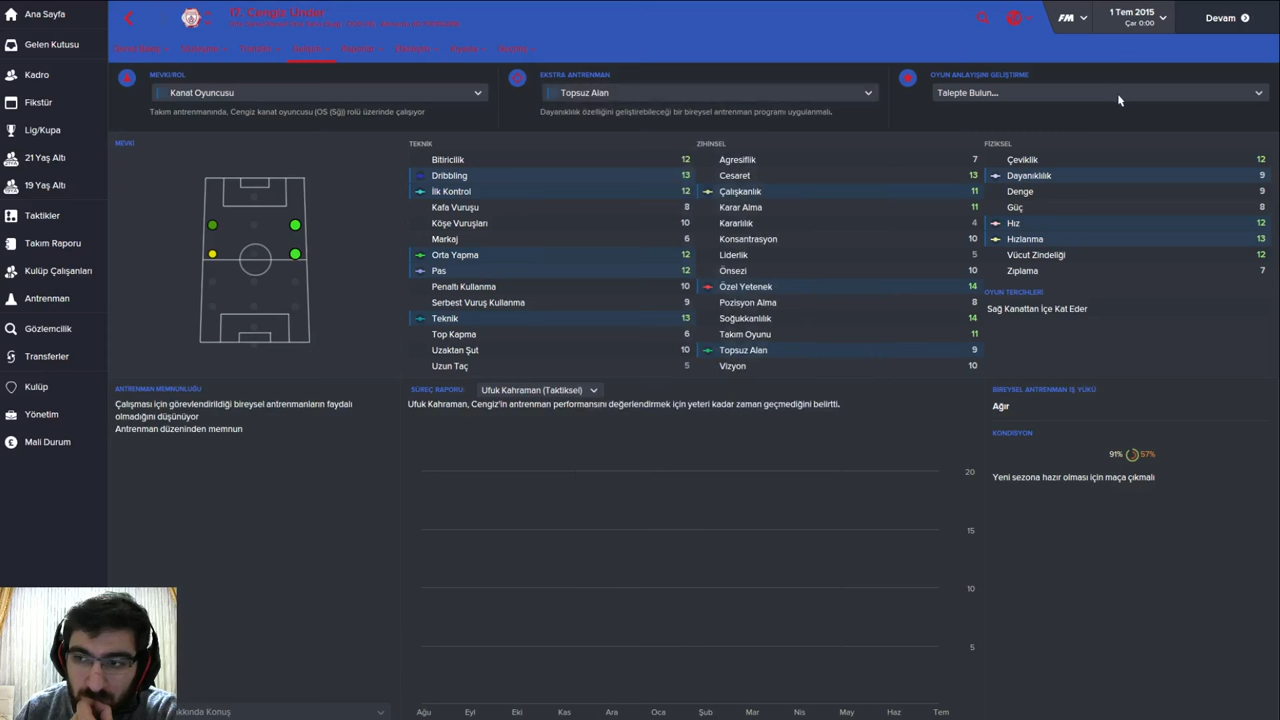 Ana Sayfa
Gelen Kutusu
Kadro
Fikstür
Lig/Kupa
21 Yaş Altı
19 Yaş Altı
Taktikler
Takım Raporu
Kulüp Çalışanları
Antrenman
Gözlemcilik
Transferler
Kulüp
Yönetim
Mali Durum
17. Cengiz Ünder
FM
1 Tem 2015
Çar 0:00
Devam
MEVKİ/ROL
Kanat Oyuncusu
Takım antrenmanında, Cengiz kanat oyuncusu (OS (Sğ)) rolü üzerinde çalışıyor
EKSTRA ANTRENMAN
Topsuz Alan
Dayanıklılık özelliğini geliştirebileceği bir bireysel antrenman programı uygulanmalı.
OYUN ANLAYIŞINI GELİŞTİRME
Talepte Bulun...
MEVKİ
TEKNİK
Bitiricilik 12
Dribbling 13
İlk Kontrol 12
Kafa Vuruşu 8
Köşe Vuruşları 10
Markaj 6
Orta Yapma 12
Pas 12
Penaltı Kullanma 10
Serbest Vuruş Kullanma 9
Teknik 13
Top Kapma 6
Uzaktan Şut 10
Uzun Taç 5
ZİHİNSEL
Agresiflik 7
Cesaret 13
Çalışkanlık 11
Karar Alma 11
Kararlılık 4
Konsantrasyon 10
Liderlik 5
Önsezi 10
Özel Yetenek 14
Pozisyon Alma 8
Soğukkanlılık 14
Takım Oyunu 11
Topsuz Alan 9
Vizyon 10
FİZİKSEL
Çeviklik 12
Dayanıklılık 9
Denge 9
Güç 8
Hız 12
Hızlanma 13
Vücut Zindeliği 12
Zıplama 7
OYUN TERCİHLERİ
Sağ Kanattan İçe Kat Eder
ANTRENMAN MEMNUNLUĞU
Çalışması için görevlendirildiği bireysel antrenmanların faydalı
olmadığını düşünüyor
Antrenman düzeninden memnun
SÜREÇ RAPORU:
Ufuk Kahraman (Taktiksel)
Ufuk Kahraman, Cengiz'in antrenman performansını değerlendirmek için yeteri kadar zaman geçmediğini belirtti.
20
15
10
5
Ağu Eyl Eki Kas Ara Oca Şub Mar Nis May Haz Tem
BİREYSEL ANTRENMAN İŞ YÜKÜ
Ağır
KONDİSYON
91% 57%
Yeni sezona hazır olması için maça çıkmalı
kkında Konuş